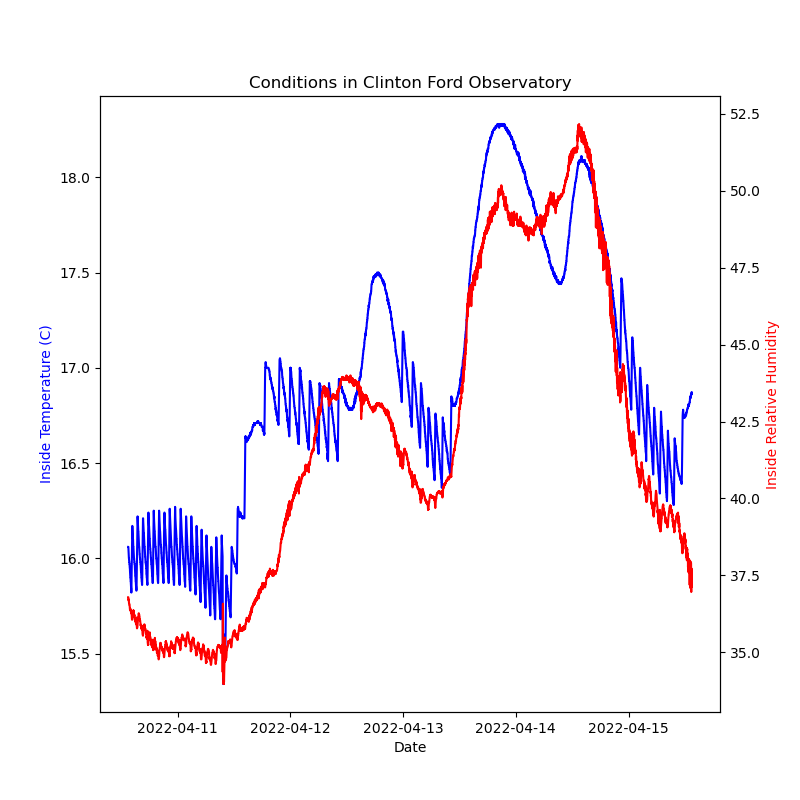 Conditions in Clinton Ford Observatory
Inside Temperature (C)
18.0
17.5
17.0
16.5
16.0
15.5
52.5
50.0
47.5
45.0
42.5
40.0
37.5
35.0
Inside Relative Humidity
2022-04-11 2022-04-12 2022-04-13 2022-04-14 2022-04-15
Date